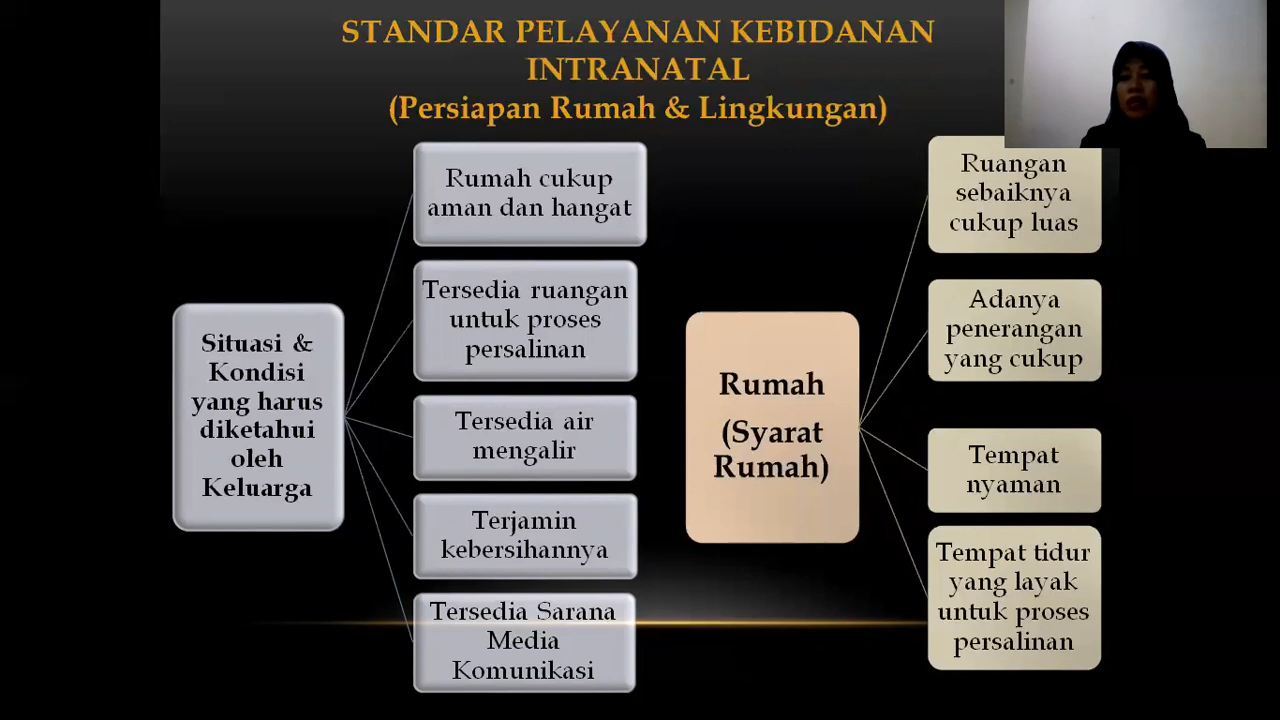 STANDAR PELAYANAN KEBIDANAN
INTRANATAL
(Persiapan Rumah & Lingkungan)
Situasi &
Kondisi
yang harus
diketahui
oleh
Keluarga
Rumah cukup
aman dan hangat
Tersedia ruangan
untuk proses
persalinan
Tersedia air
mengalir
Terjamin
kebersihannya
Tersedia Sarana
Media
Komunikasi
Rumah
(Syarat
Rumah)
Ruangan
sebaiknya
cukup luas
Adanya
penerangan
yang cukup
Tempat
nyaman
Tempat tidur
yang layak
untuk proses
persalinan